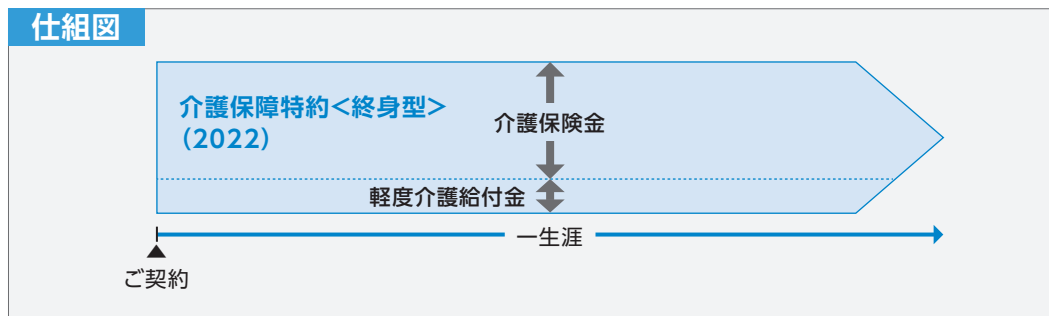 仕組図
介護保障特約<終身型>
(2022)
介護保険金
軽度介護給付金
一生涯
ご契約